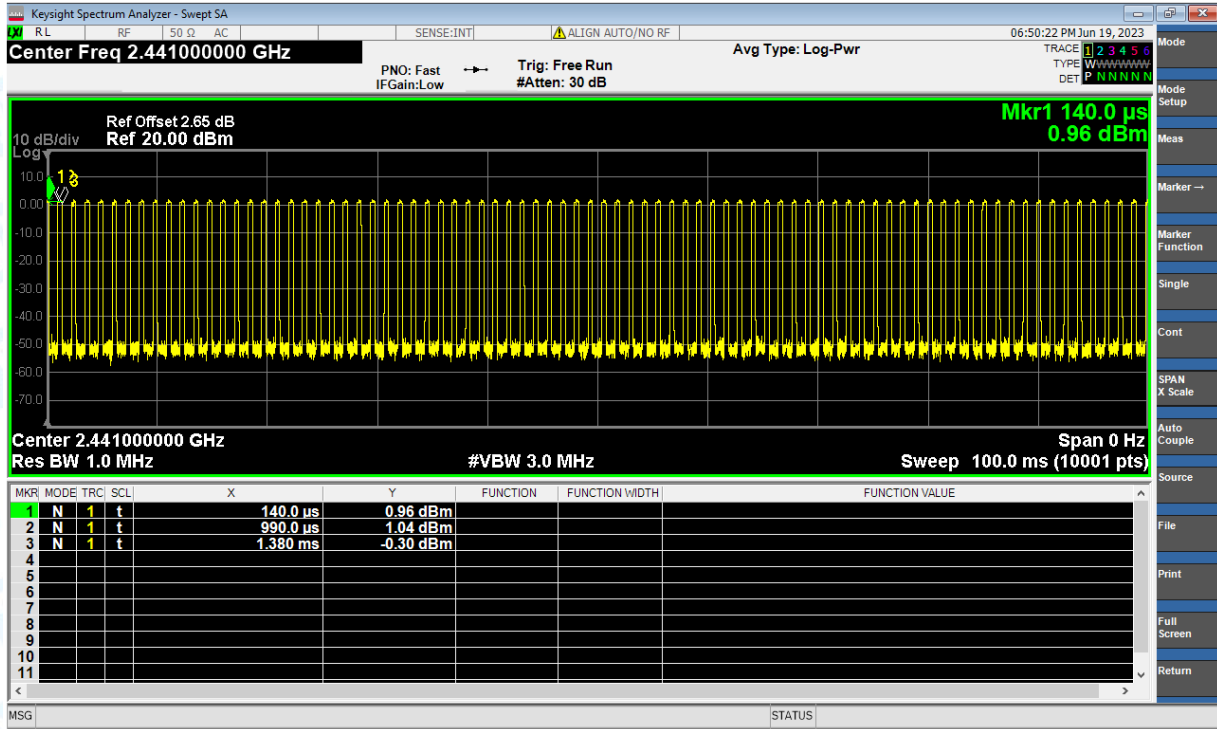 Keysight Spectrum Analyzer - Swept SA
LXI RL RF 50 Ω AC SENSE:INT ALIGN AUTO/NO RF 06:50:22 PM Jun 19, 2023
Center Freq 2.441000000 GHz
PNO: Fast
IFGain:Low
Trig: Free Run
#Atten: 30 dB
Avg Type: Log-Pwr
TRACE 1 2 3 4 5 6
TYPE W
DET P N N N N N
Mkr1 140.0 µs
0.96 dBm
Ref Offset 2.65 dB
10 dB/div Ref 20.00 dBm
Log
10.0
0.00
-10.0
-20.0
-30.0
-40.0
-50.0
-60.0
-70.0
1 3
Center 2.441000000 GHz Span 0 Hz
Res BW 1.0 MHz #VBW 3.0 MHz Sweep 100.0 ms (10001 pts)
MKR MODE TRC SCL X Y FUNCTION FUNCTION WIDTH FUNCTION VALUE
1 N 1 t 140.0 µs 0.96 dBm
2 N 1 t 990.0 µs 1.04 dBm
3 N 1 t 1.380 ms -0.30 dBm
4
5
6
7
8
9
10
11
MSG STATUS
Mode
Mode
Setup
Meas
Marker →
Marker
Function
Single
Cont
SPAN
X Scale
Auto
Couple
Source
File
Print
Full
Screen
Return